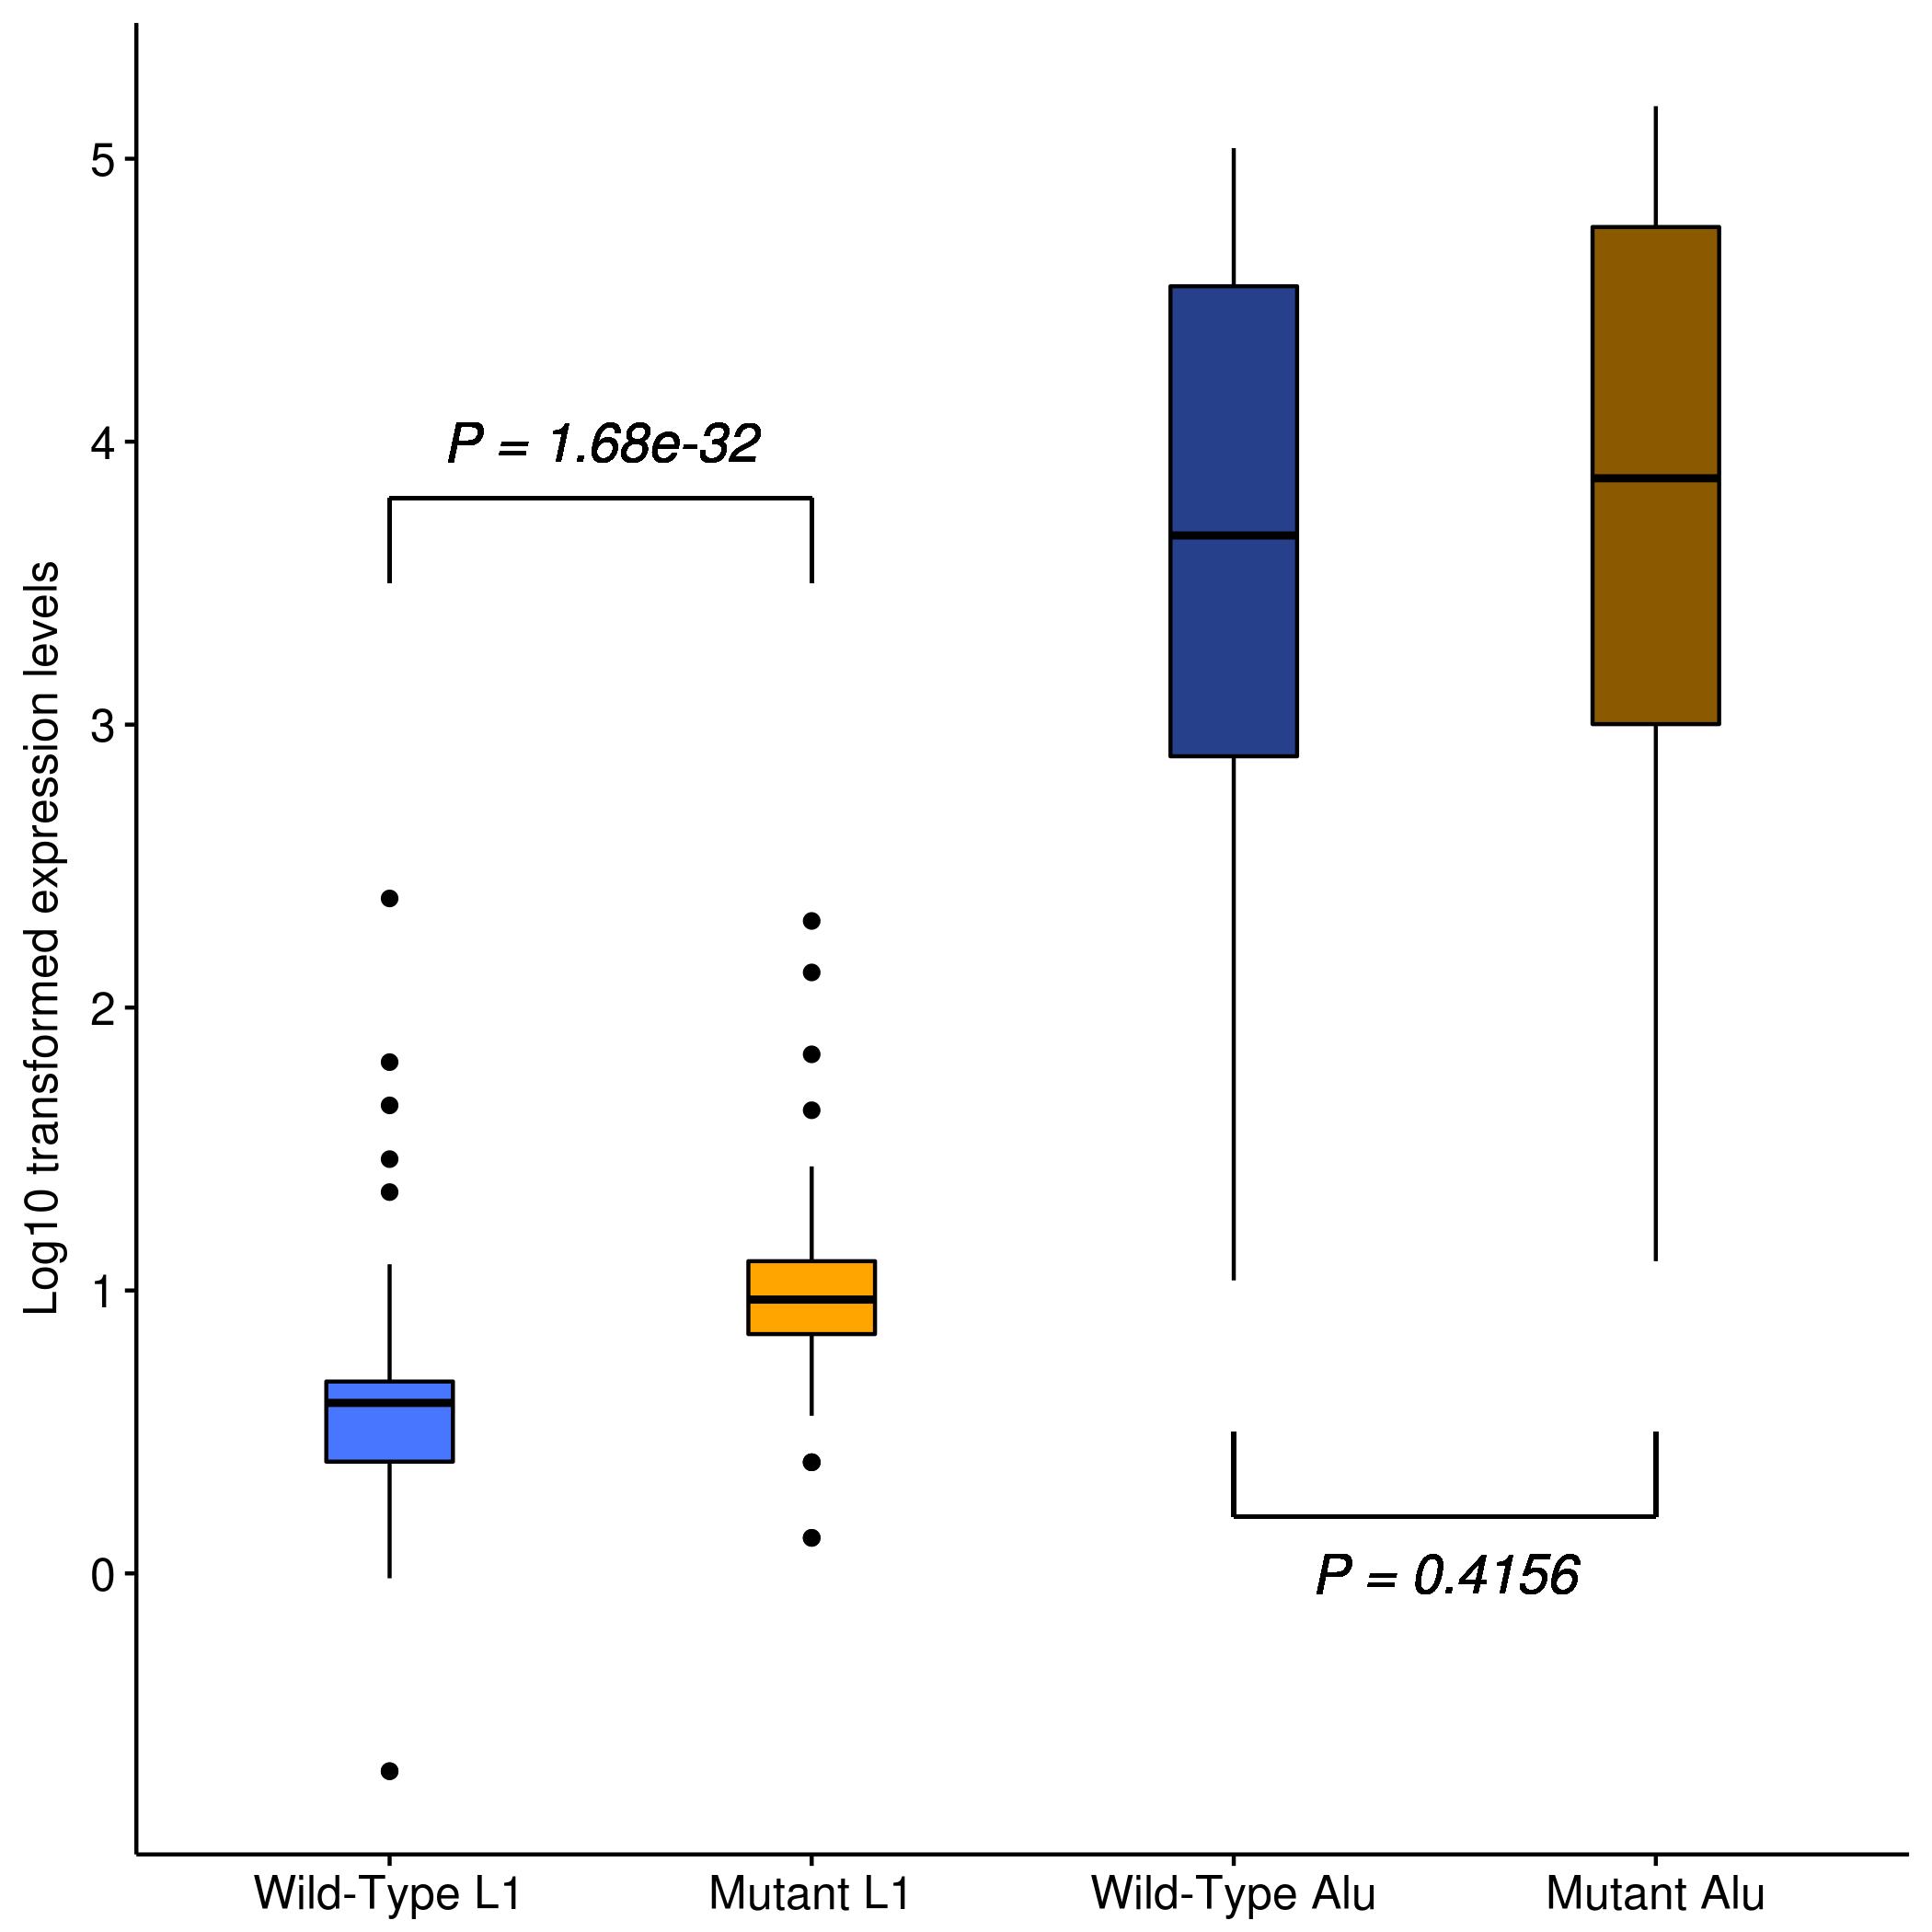 Log10 transformed expression levels
5
4
3
2
1
0
P = 1.68e-32
P = 0.4156
Wild-Type L1
Mutant L1
Wild-Type Alu
Mutant Alu